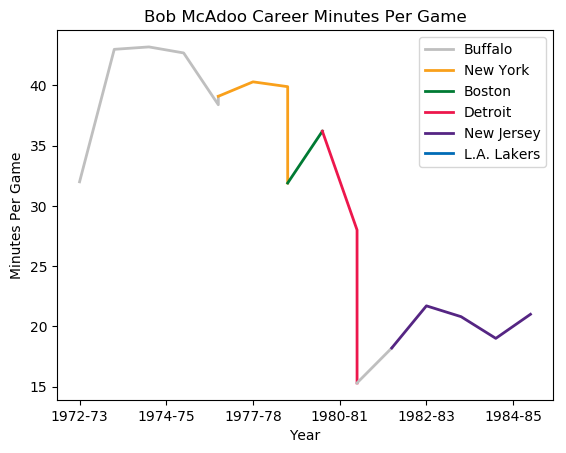 Bob McAdoo Career Minutes Per Game
Buffalo
New York
Boston
Detroit
New Jersey
L.A. Lakers
Minutes Per Game
40
35
30
25
20
15
1972-73 1974-75 1977-78 1980-81 1982-83 1984-85
Year